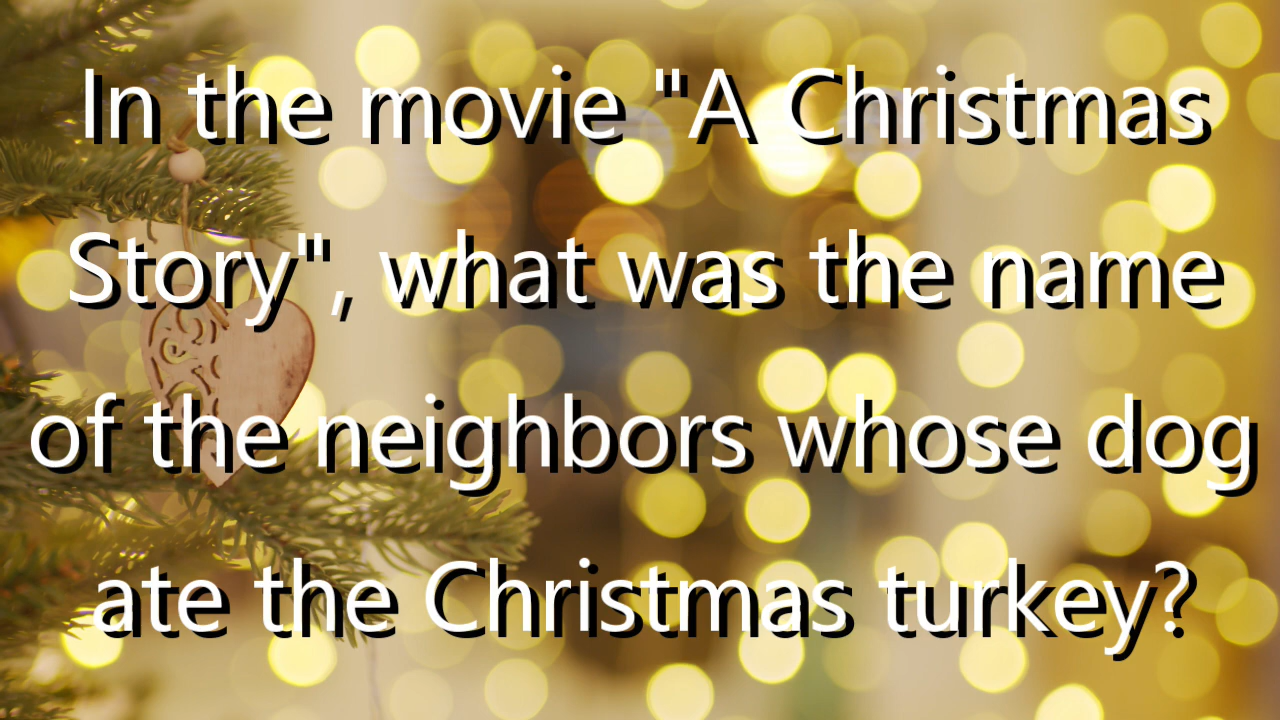 In the movie "A Christmas
Story", what was the name
of the neighbors whose dog
ate the Christmas turkey?